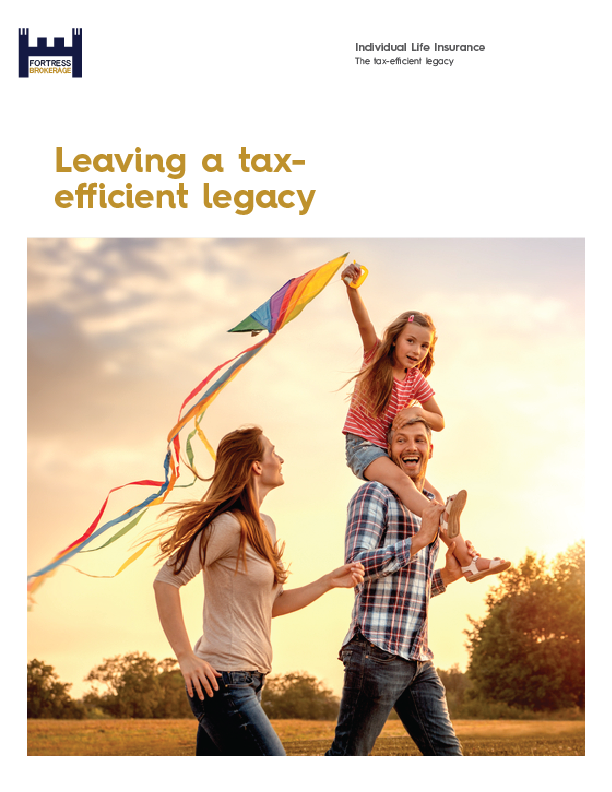 FORTRESS
BROKERAGE
Individual Life Insurance
The tax-efficient legacy
Leaving a tax-
efficient legacy